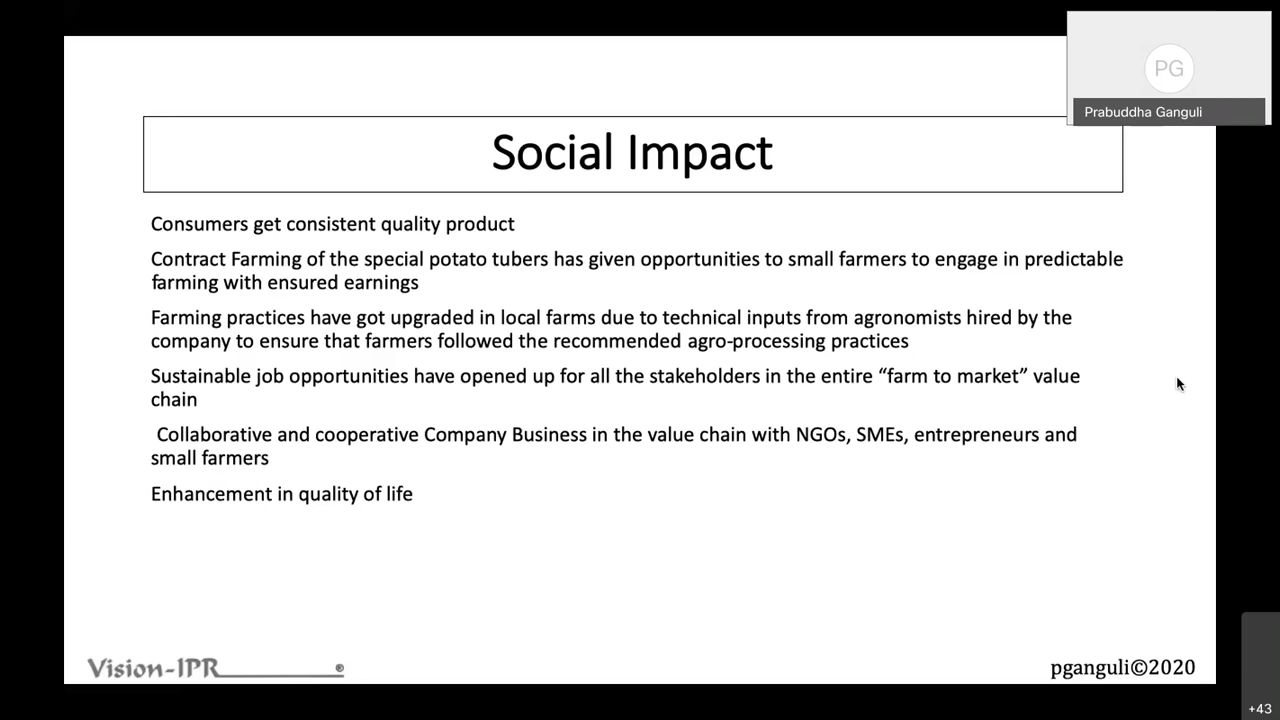 PG
Prabuddha Ganguli
Social Impact
Consumers get consistent quality product
Contract Farming of the special potato tubers has given opportunities to small farmers to engage in predictable
farming with ensured earnings
Farming practices have got upgraded in local farms due to technical inputs from agronomists hired by the
company to ensure that farmers followed the recommended agro-processing practices
Sustainable job opportunities have opened up for all the stakeholders in the entire “farm to market” value
chain
Collaborative and cooperative Company Business in the value chain with NGOs, SMEs, entrepreneurs and
small farmers
Enhancement in quality of life
Vision-IPR ®
pganguli©2020
+43